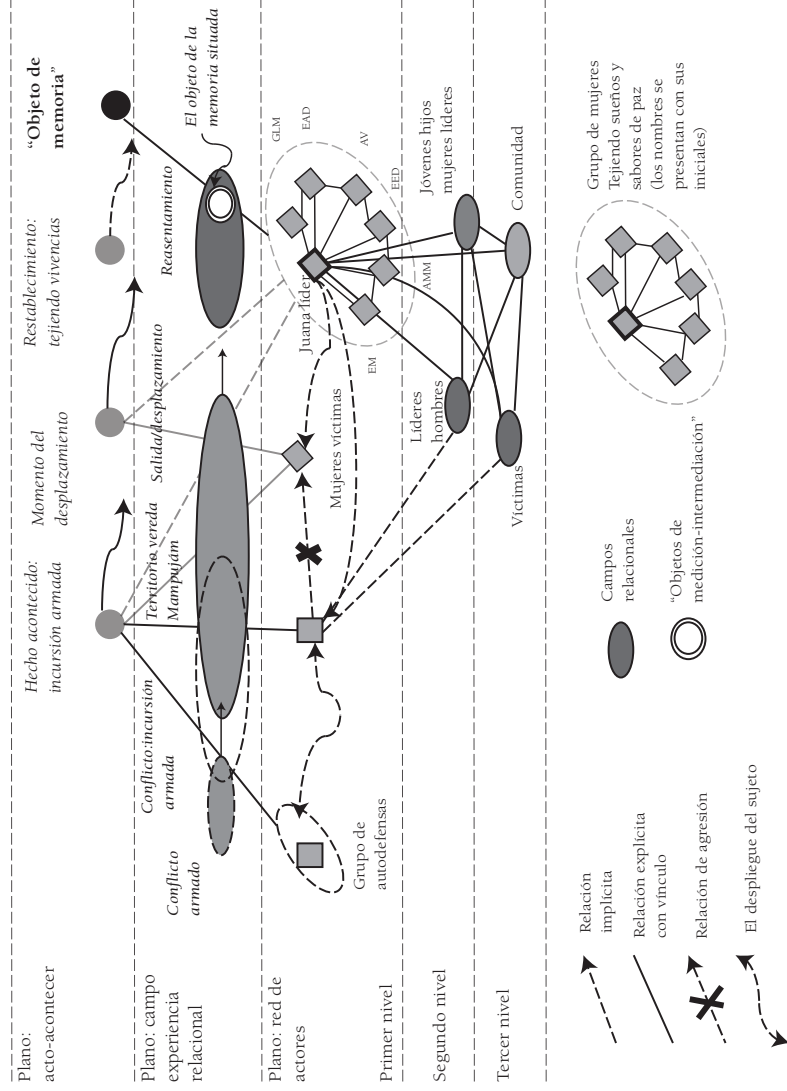 Plano:
acto-acontecer
Hecho acontecido:
incursión armada
Momento del
desplazamiento
Restablecimiento:
tejiendo vivencias
“Objeto de
memoria”
Plano: campo
experiencia
relacional
Conflicto
armado
Conflicto:incursión
armada
Territorio vereda
Mampuján
Salida/desplazamiento
Reasentamiento
El objeto de la
memoria situada
Plano: red de
actores
Primer nivel
Grupo de
autodefensas
Mujeres víctimas
Juana líder
EM
AMM
EED
AV
EAD
GLM
Segundo nivel
Líderes
hombres
Jóvenes hijos
mujeres líderes
Tercer nivel
Víctimas
Comunidad
Relación
implícita
Relación explícita
con vínculo
Relación de agresión
El despliegue del sujeto
Campos
relacionales
“Objetos de
medición-intermediación”
Grupo de mujeres
Tejiendo sueños y
sabores de paz
(los nombres se
presentan con sus
iniciales)